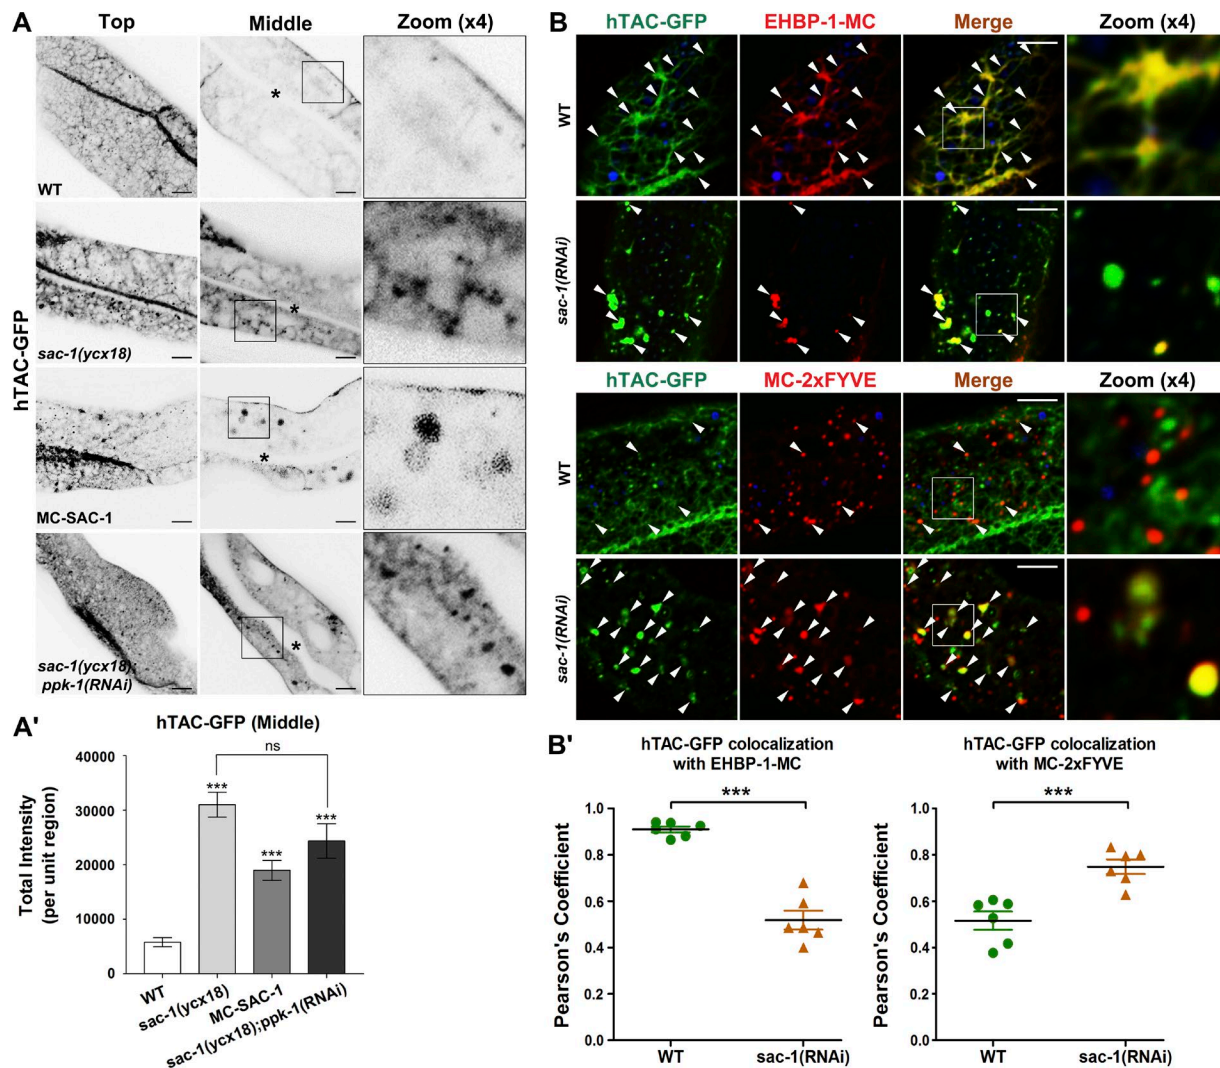 A
Top
Middle
Zoom (x4)
hTAC-GFP
WT
*
sac-1(ycx18)
*
MC-SAC-1
*
sac-1(ycx18);
ppk-1(RNAi)
*
A'
hTAC-GFP (Middle)
Total Intensity
(per unit region)
40000
30000
20000
10000
0
ns
***
***
***
WT
sac-1(ycx18)
MC-SAC-1
sac-1(ycx18);ppk-1(RNAi)
B
hTAC-GFP
EHBP-1-MC
Merge
Zoom (x4)
WT
sac-1(RNAi)
hTAC-GFP
MC-2xFYVE
Merge
Zoom (x4)
WT
sac-1(RNAi)
B'
hTAC-GFP colocalization
with EHBP-1-MC
***
Pearson's Coefficient
1.0
0.8
0.6
0.4
0.2
0.0
WT
sac-1(RNAi)
hTAC-GFP colocalization
with MC-2xFYVE
***
Pearson's Coefficient
1.0
0.8
0.6
0.4
0.2
0.0
WT
sac-1(RNAi)